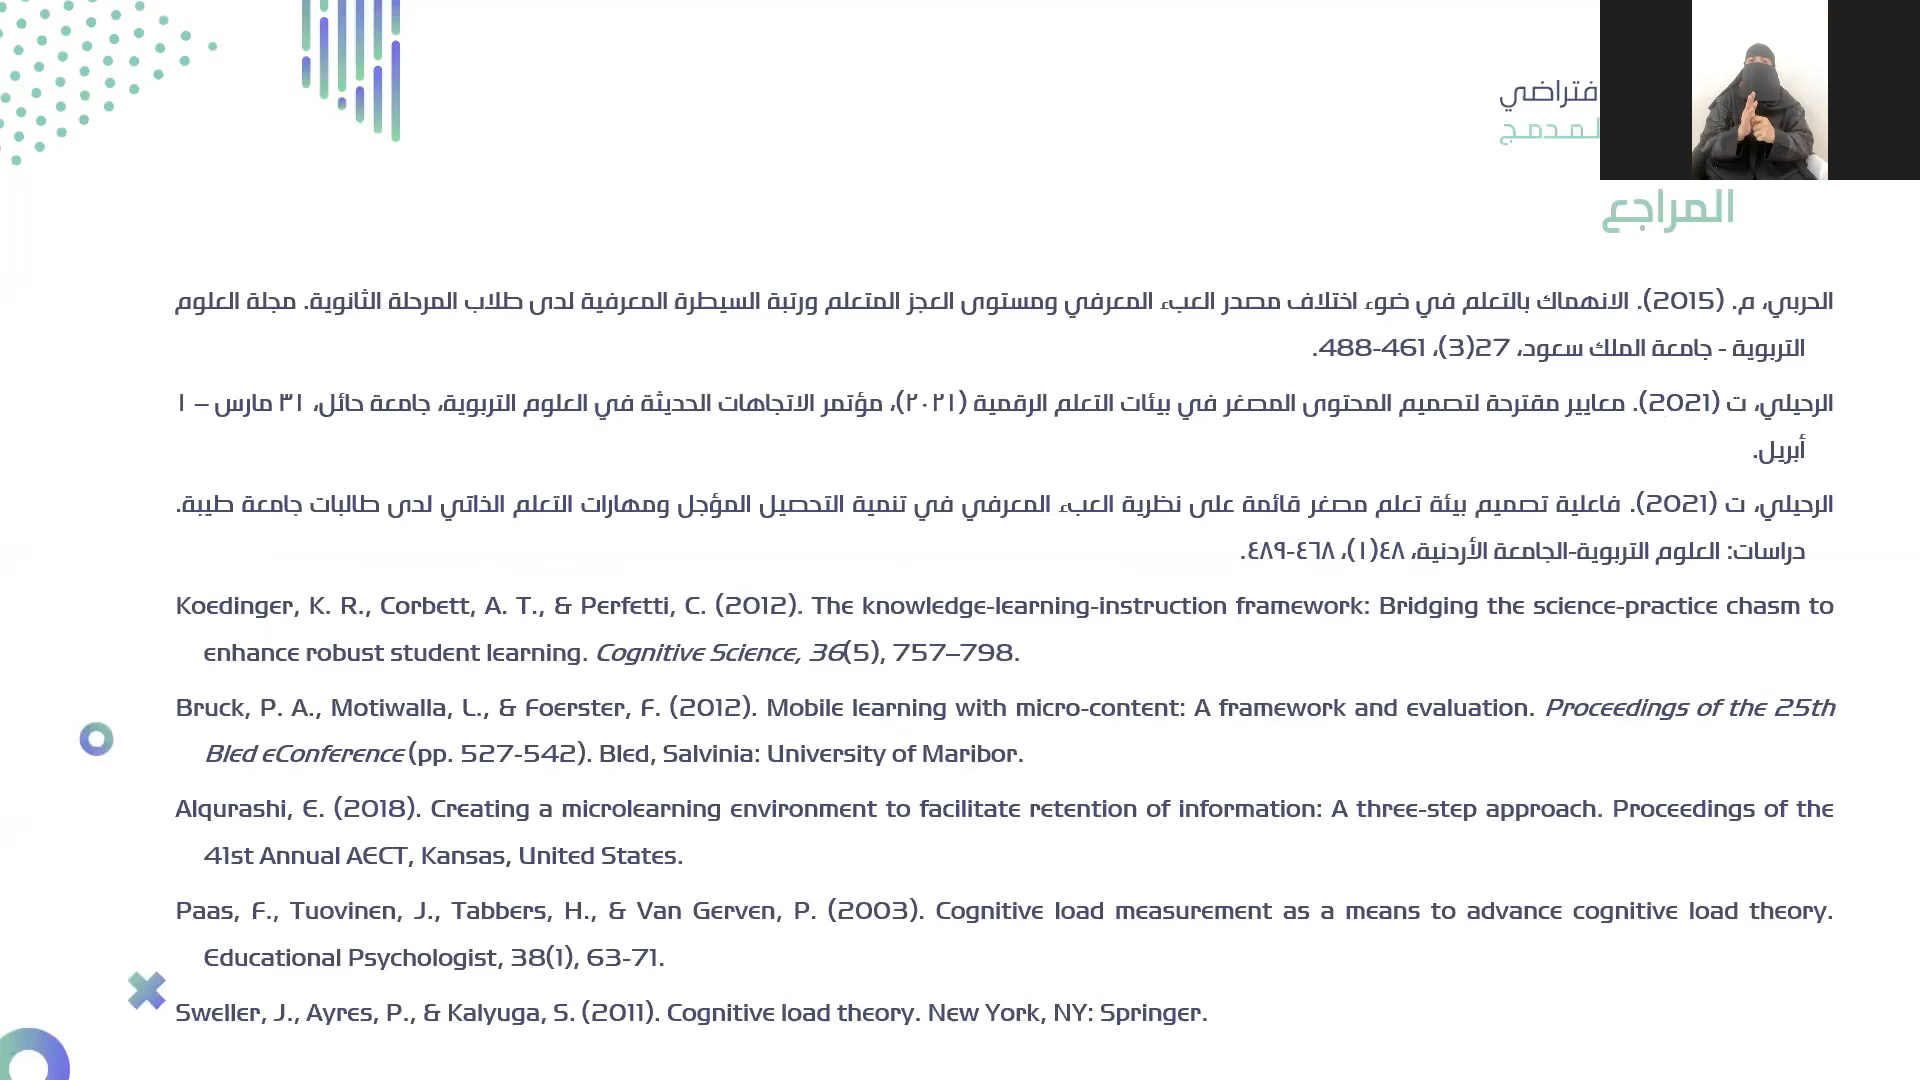 فتراضي
لـمـدمـج
المراجع
الحربي، م. (2015). الانهماك بالتعلم في ضوء اختلاف مصدر العبء المعرفي ومستوى العجز المتعلم ورتبة السيطرة المعرفية لدى طلاب المرحلة الثانوية. مجلة العلوم
التربوية - جامعة الملك سعود، 27(3)، 461-488.
الرحيلي، ت (2021). معايير مقترحة لتصميم المحتوى المصغر في بيئات التعلم الرقمية (٢٠٢١)، مؤتمر الاتجاهات الحديثة في العلوم التربوية، جامعة حائل، ٣١ مارس – ١
أبريل.
الرحيلي، ت (2021). فاعلية تصميم بيئة تعلم مصغر قائمة على نظرية العبء المعرفي في تنمية التحصيل المؤجل ومهارات التعلم الذاتي لدى طالبات جامعة طيبة.
دراسات: العلوم التربوية-الجامعة الأردنية، ٤٨(١)، ٤٦٨-٤٨٩.
Koedinger, K. R., Corbett, A. T., & Perfetti, C. (2012). The knowledge-learning-instruction framework: Bridging the science-practice chasm to
enhance robust student learning. Cognitive Science, 36(5), 757–798.
Bruck, P. A., Motiwalla, L., & Foerster, F. (2012). Mobile learning with micro-content: A framework and evaluation. Proceedings of the 25th
Bled eConference (pp. 527-542). Bled, Salvinia: University of Maribor.
Alqurashi, E. (2018). Creating a microlearning environment to facilitate retention of information: A three-step approach. Proceedings of the
41st Annual AECT, Kansas, United States.
Paas, F., Tuovinen, J., Tabbers, H., & Van Gerven, P. (2003). Cognitive load measurement as a means to advance cognitive load theory.
Educational Psychologist, 38(1), 63-71.
Sweller, J., Ayres, P., & Kalyuga, S. (2011). Cognitive load theory. New York, NY: Springer.